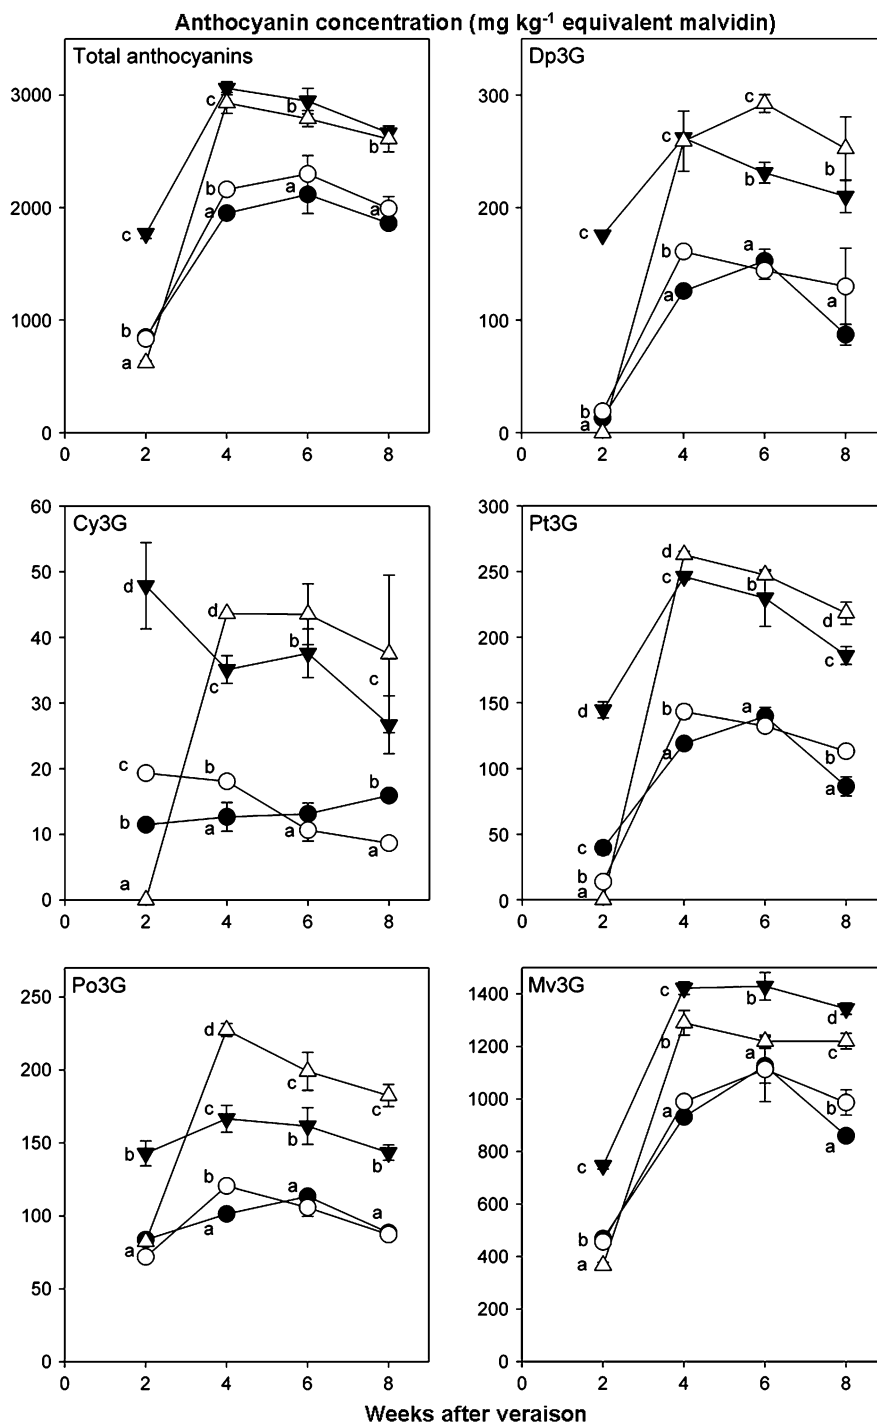 Anthocyanin concentration (mg kg-1 equivalent malvidin)
Total anthocyanins
3000
2000
1000
0
0 2 4 6 8
c b a c b a b a b a
Dp3G
300
200
100
0
0 2 4 6 8
c b a c b a c b a b a
Cy3G
60
50
40
30
20
10
0
0 2 4 6 8
d c b a d c b a b a c b a
Pt3G
300
250
200
150
100
50
0
0 2 4 6 8
d c b a d c b a b a d c b a
Po3G
250
200
150
100
50
0
0 2 4 6 8
b a d c b a c b a c b a
Mv3G
1400
1200
1000
800
600
400
200
0
0 2 4 6 8
c b a c b a b a d c b a
Weeks after veraison